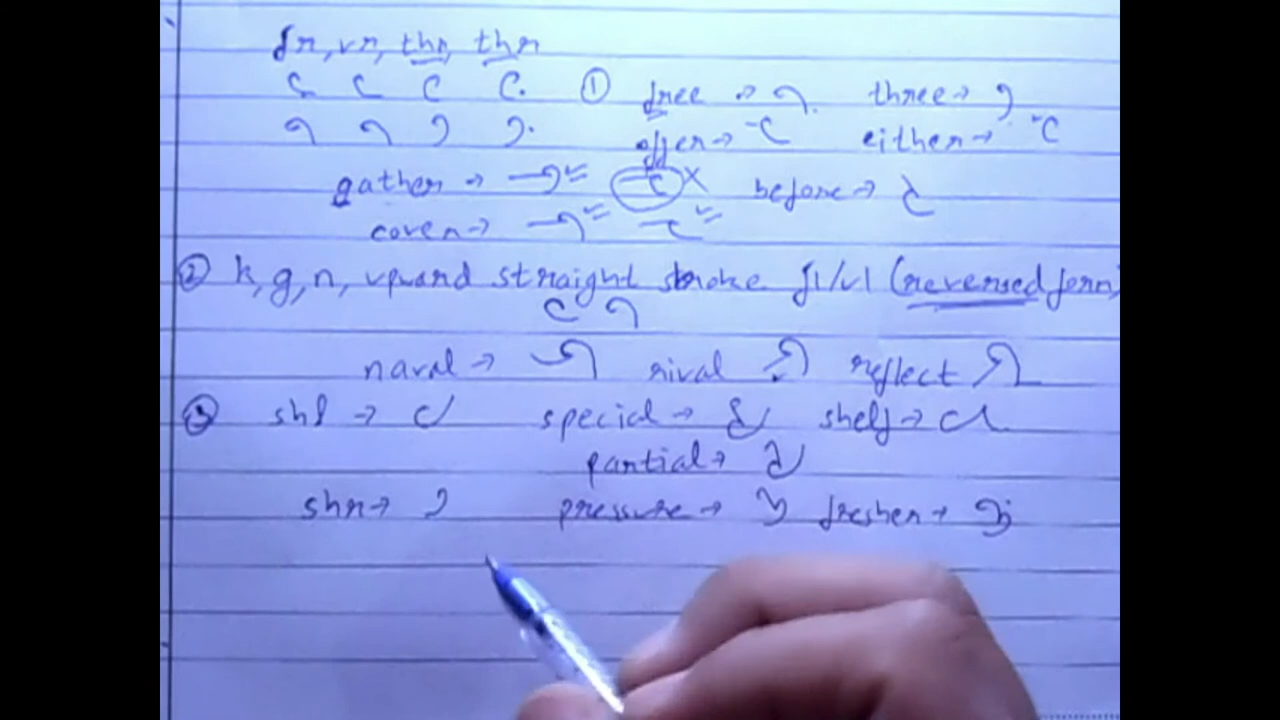 fr, vr, thr, thr
① free → three →
offer → either →
gather → × before →
cover →
② k, g, n, upward straight stroke fl/vl (reversed form)
naval → rival reflect
③ shl → special → shelf →
partial →
shr → pressure → fresher →